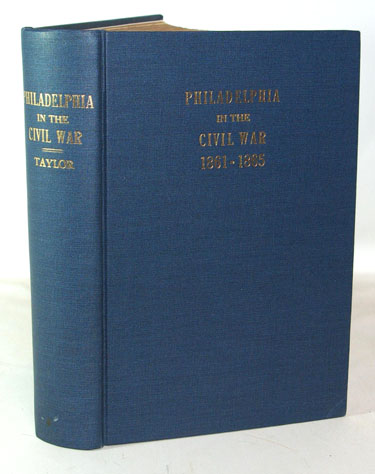 PHILADELPHIA
IN THE
CIVIL WAR
TAYLOR
PHILADELPHIA
IN THE
CIVIL WAR
1861-1865